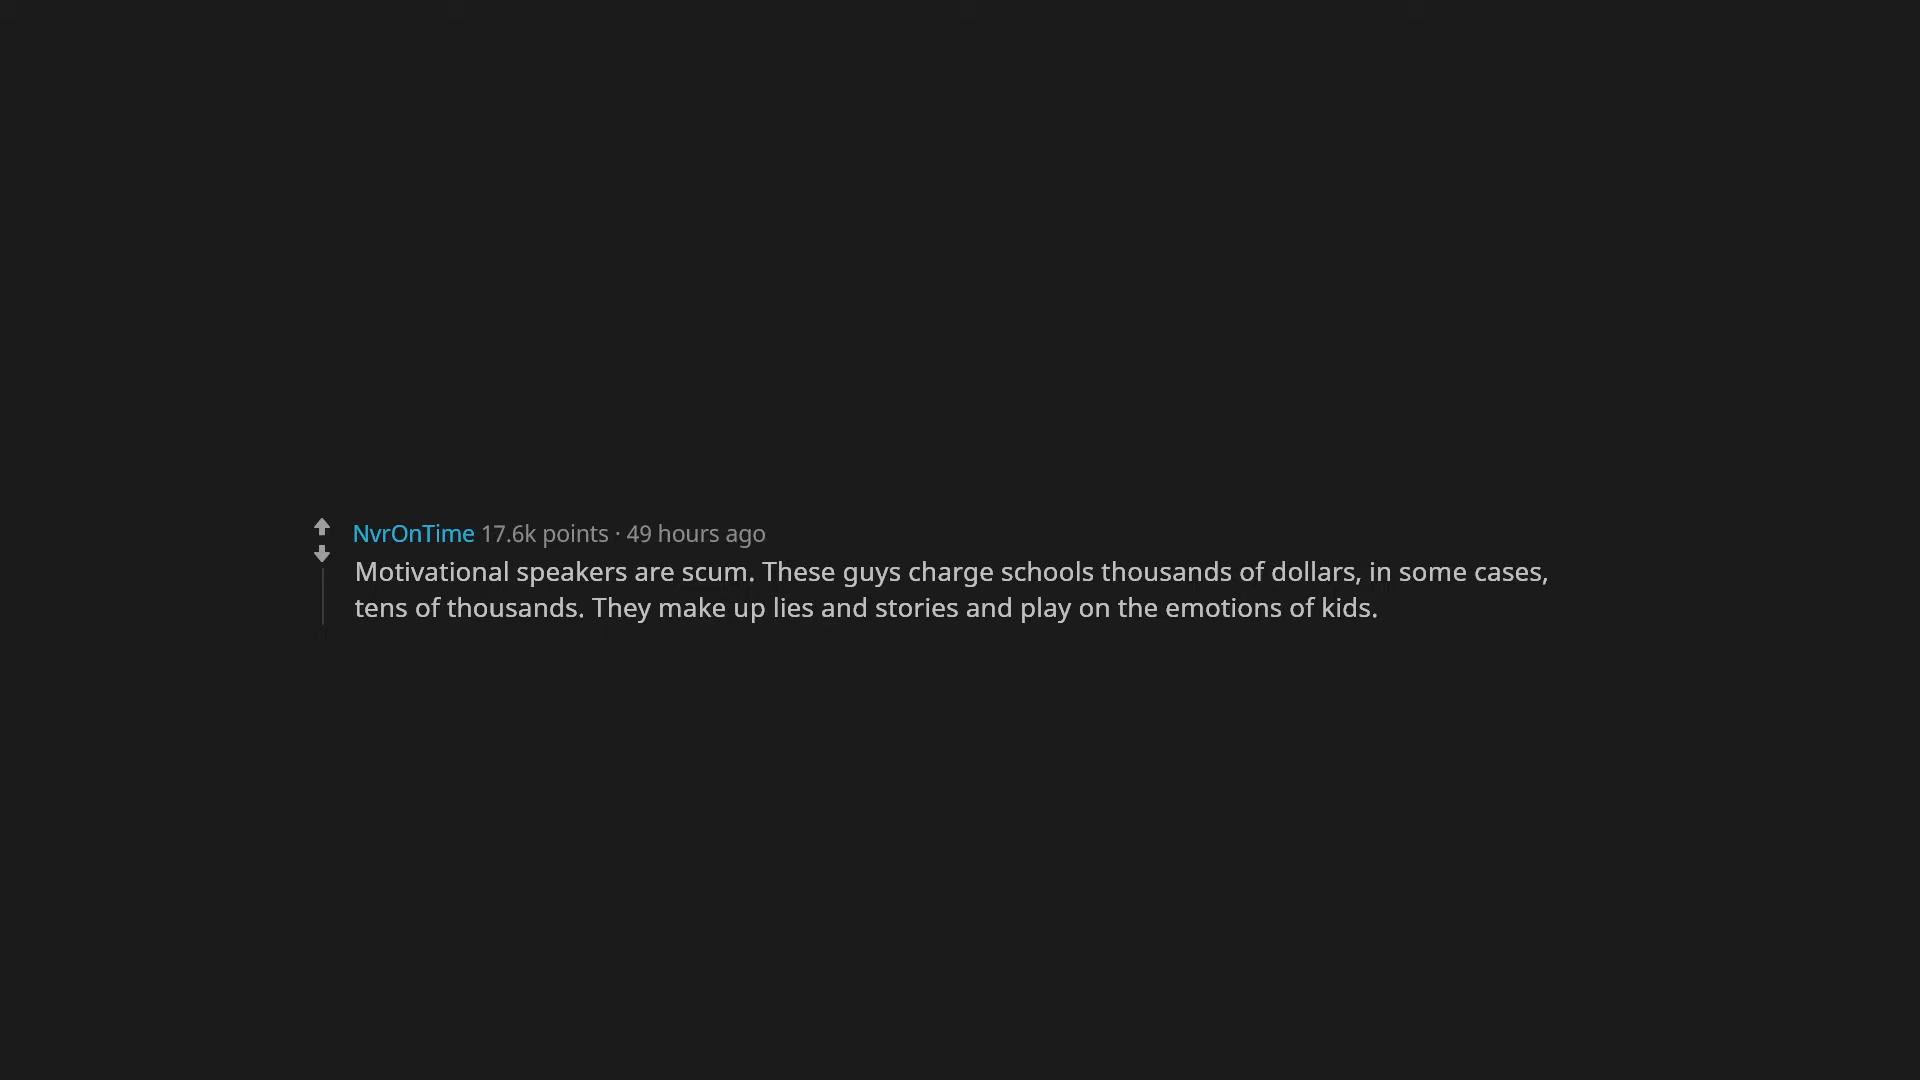 NvrOnTime 17.6k points · 49 hours ago
Motivational speakers are scum. These guys charge schools thousands of dollars, in some cases,
tens of thousands. They make up lies and stories and play on the emotions of kids.